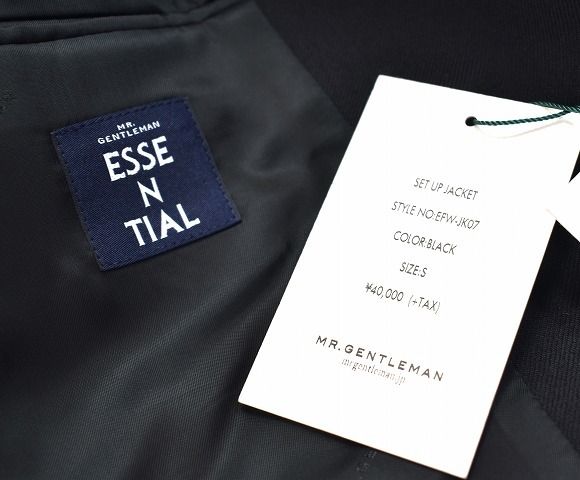 MR.
GENTLEMAN
ESSE
N
TIAL
SET UP JACKET
STYLE NO:EFW-JK07
COLOR:BLACK
SIZE:S
¥40,000 (+TAX)
MR.GENTLEMAN
mrgentleman.jp